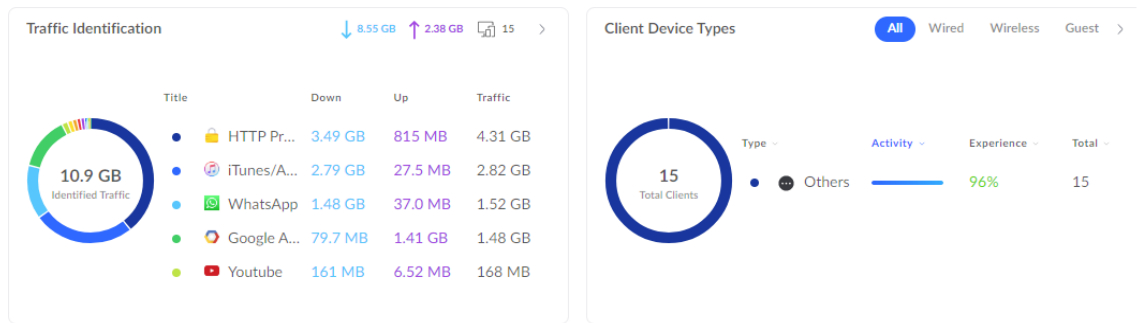 Traffic Identification
8.55 GB 2.38 GB 15
Title Down Up Traffic
HTTP Pr... 3.49 GB 815 MB 4.31 GB
iTunes/A... 2.79 GB 27.5 MB 2.82 GB
WhatsApp 1.48 GB 37.0 MB 1.52 GB
Google A... 79.7 MB 1.41 GB 1.48 GB
Youtube 161 MB 6.52 MB 168 MB
10.9 GB
Identified Traffic
Client Device Types
All Wired Wireless Guest
15
Total Clients
Type Activity Experience Total
Others 96% 15